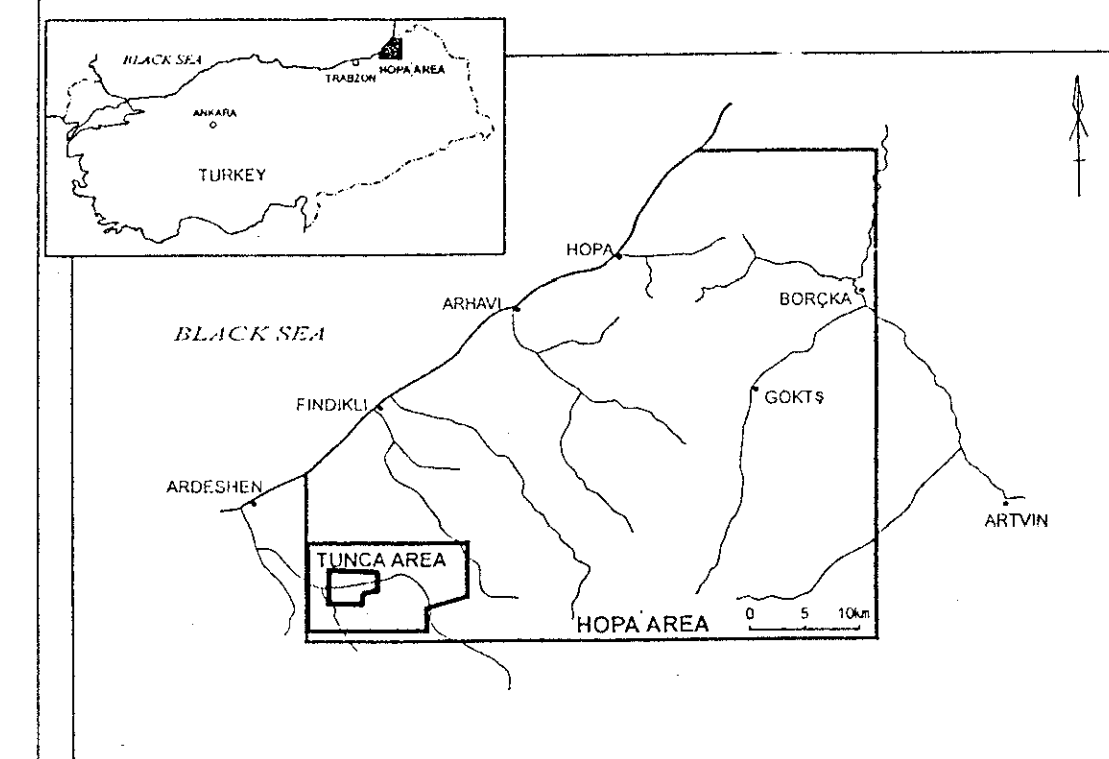 BLACK SEA
TRABZON
HOPA AREA
ANKARA
TURKEY
HOPA
ARHAVI
BORÇKA
BLACK SEA
GÖKTŞ
FINDIKLI
ARDESHEN
ARTVIN
TUNCA AREA
HOPA AREA
0 5 10km